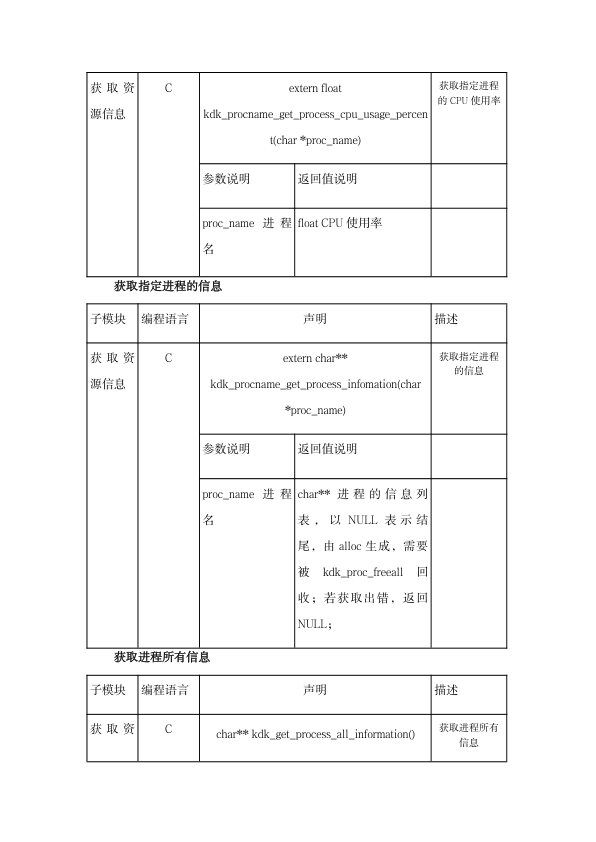 获取资 C extern float 获取指定进程
源信息 kdk_procname_get_process_cpu_usage_percen 的 CPU 使用率
t(char *proc_name)
参数说明 返回值说明
proc_name 进程 float CPU 使用率
名
获取指定进程的信息
子模块 编程语言 声明 描述
获取资 C extern char** 获取指定进程
源信息 kdk_procname_get_process_infomation(char 的信息
*proc_name)
参数说明 返回值说明
proc_name 进程 char** 进程的信息列
名 表，以 NULL 表示结
尾，由 alloc 生成，需要
被 kdk_proc_freeall 回
收；若获取出错，返回
NULL；
获取进程所有信息
子模块 编程语言 声明 描述
获取资 C char** kdk_get_process_all_information() 获取进程所有
信息